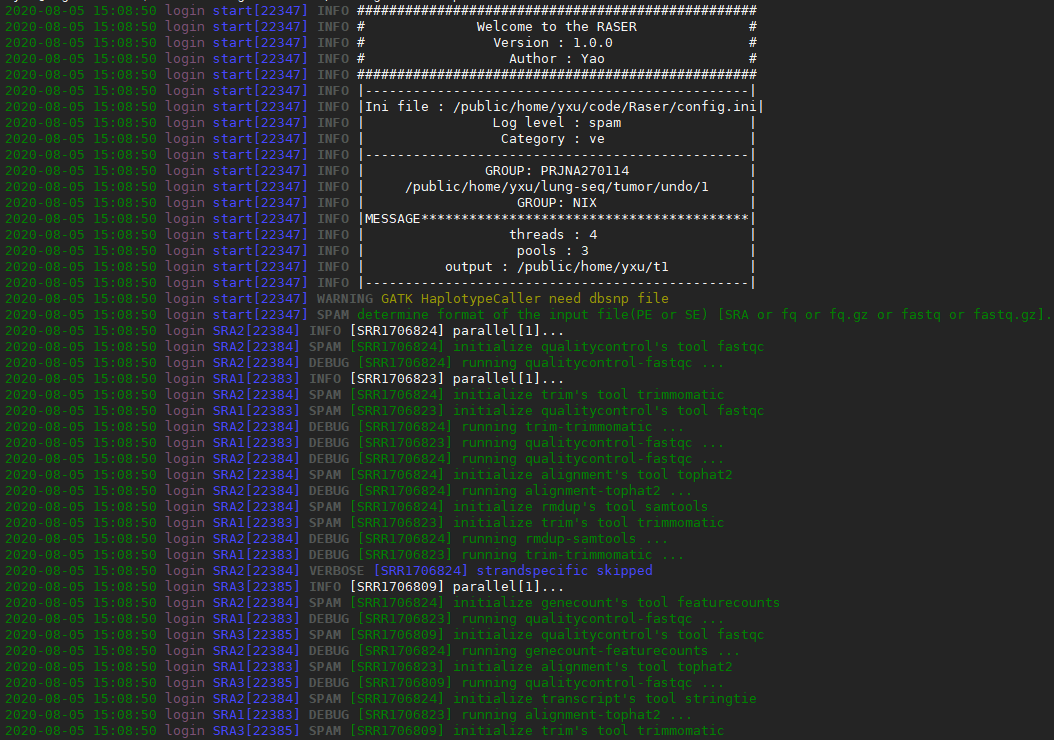 2020-08-05 15:08:50 login start[22347] INFO ##################################################
2020-08-05 15:08:50 login start[22347] INFO # Welcome to the RASER #
2020-08-05 15:08:50 login start[22347] INFO # Version : 1.0.0 #
2020-08-05 15:08:50 login start[22347] INFO # Author : Yao #
2020-08-05 15:08:50 login start[22347] INFO ##################################################
2020-08-05 15:08:50 login start[22347] INFO |------------------------------------------------|
2020-08-05 15:08:50 login start[22347] INFO |Ini file : /public/home/yxu/code/Raser/config.ini|
2020-08-05 15:08:50 login start[22347] INFO | Log level : spam |
2020-08-05 15:08:50 login start[22347] INFO | Category : ve |
2020-08-05 15:08:50 login start[22347] INFO |------------------------------------------------|
2020-08-05 15:08:50 login start[22347] INFO | GROUP: PRJNA270114 |
2020-08-05 15:08:50 login start[22347] INFO | /public/home/yxu/lung-seq/tumor/undo/1 |
2020-08-05 15:08:50 login start[22347] INFO | GROUP: NIX |
2020-08-05 15:08:50 login start[22347] INFO |MESSAGE*****************************************|
2020-08-05 15:08:50 login start[22347] INFO | threads : 4 |
2020-08-05 15:08:50 login start[22347] INFO | pools : 3 |
2020-08-05 15:08:50 login start[22347] INFO | output : /public/home/yxu/t1 |
2020-08-05 15:08:50 login start[22347] INFO |------------------------------------------------|
2020-08-05 15:08:50 login start[22347] WARNING GATK HaplotypeCaller need dbsnp file
2020-08-05 15:08:50 login start[22347] SPAM determine format of the input file(PE or SE) [SRA or fq or fq.gz or fastq or fastq.gz].
2020-08-05 15:08:50 login SRA2[22384] INFO [SRR1706824] parallel[1]...
2020-08-05 15:08:50 login SRA2[22384] SPAM [SRR1706824] initialize qualitycontrol's tool fastqc
2020-08-05 15:08:50 login SRA2[22384] DEBUG [SRR1706824] running qualitycontrol-fastqc ...
2020-08-05 15:08:50 login SRA1[22383] INFO [SRR1706823] parallel[1]...
2020-08-05 15:08:50 login SRA2[22384] SPAM [SRR1706824] initialize trim's tool trimmomatic
2020-08-05 15:08:50 login SRA1[22383] SPAM [SRR1706823] initialize qualitycontrol's tool fastqc
2020-08-05 15:08:50 login SRA2[22384] DEBUG [SRR1706824] running trim-trimmomatic ...
2020-08-05 15:08:50 login SRA1[22383] DEBUG [SRR1706823] running qualitycontrol-fastqc ...
2020-08-05 15:08:50 login SRA2[22384] DEBUG [SRR1706824] running qualitycontrol-fastqc ...
2020-08-05 15:08:50 login SRA2[22384] SPAM [SRR1706824] initialize alignment's tool tophat2
2020-08-05 15:08:50 login SRA2[22384] DEBUG [SRR1706824] running alignment-tophat2 ...
2020-08-05 15:08:50 login SRA2[22384] SPAM [SRR1706824] initialize rmdup's tool samtools
2020-08-05 15:08:50 login SRA1[22383] SPAM [SRR1706823] initialize trim's tool trimmomatic
2020-08-05 15:08:50 login SRA2[22384] DEBUG [SRR1706824] running rmdup-samtools ...
2020-08-05 15:08:50 login SRA1[22383] DEBUG [SRR1706823] running trim-trimmomatic ...
2020-08-05 15:08:50 login SRA2[22384] VERBOSE [SRR1706824] strandspecific skipped
2020-08-05 15:08:50 login SRA3[22385] INFO [SRR1706809] parallel[1]...
2020-08-05 15:08:50 login SRA2[22384] SPAM [SRR1706824] initialize genecount's tool featurecounts
2020-08-05 15:08:50 login SRA1[22383] DEBUG [SRR1706823] running qualitycontrol-fastqc ...
2020-08-05 15:08:50 login SRA3[22385] SPAM [SRR1706809] initialize qualitycontrol's tool fastqc
2020-08-05 15:08:50 login SRA2[22384] DEBUG [SRR1706824] running genecount-featurecounts ...
2020-08-05 15:08:50 login SRA1[22383] SPAM [SRR1706823] initialize alignment's tool tophat2
2020-08-05 15:08:50 login SRA3[22385] DEBUG [SRR1706809] running qualitycontrol-fastqc ...
2020-08-05 15:08:50 login SRA2[22384] SPAM [SRR1706824] initialize transcript's tool stringtie
2020-08-05 15:08:50 login SRA1[22383] DEBUG [SRR1706823] running alignment-tophat2 ...
2020-08-05 15:08:50 login SRA3[22385] SPAM [SRR1706809] initialize trim's tool trimmomatic